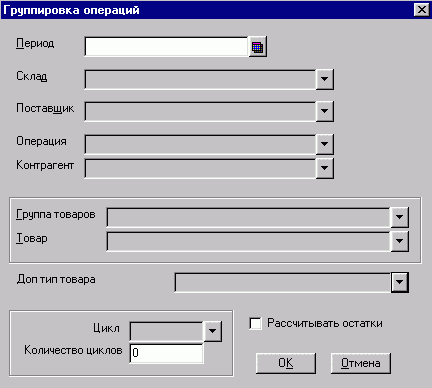 Группировка операций
Период
Склад
Поставщик
Операция
Контрагент
Группа товаров
Товар
Доп тип товара
Цикл
Рассчитывать остатки
Количество циклов 0
OK Отмена